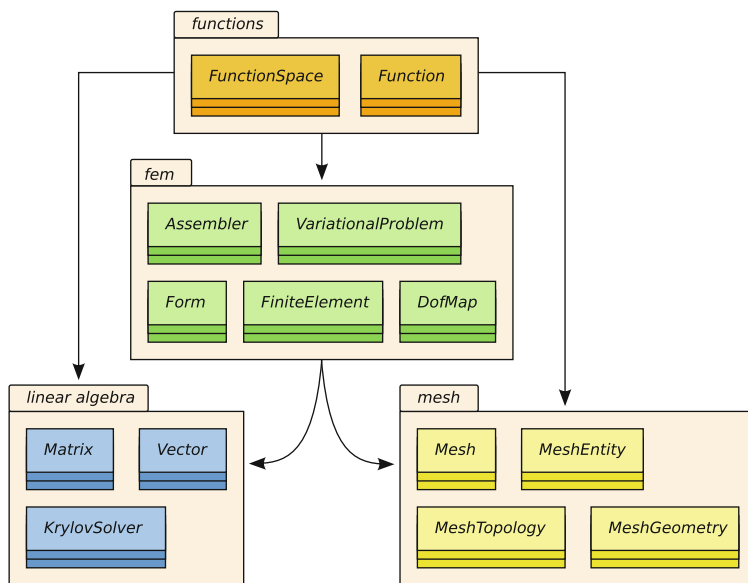 functions
FunctionSpace
Function
fem
Assembler
VariationalProblem
Form
FiniteElement
DofMap
linear algebra
Matrix
Vector
KrylovSolver
mesh
Mesh
MeshEntity
MeshTopology
MeshGeometry